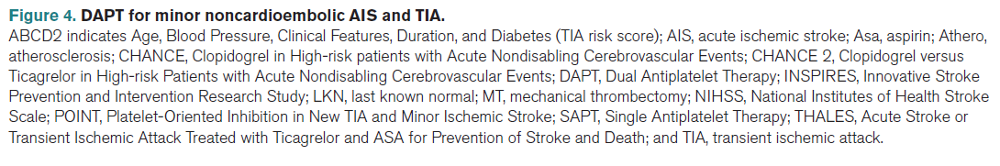 Figure 4. DAPT for minor noncardioembolic AIS and TIA.
ABCD2 indicates Age, Blood Pressure, Clinical Features, Duration, and Diabetes (TIA risk score); AIS, acute ischemic stroke; Asa, aspirin; Athero,
atherosclerosis; CHANCE, Clopidogrel in High-risk patients with Acute Nondisabling Cerebrovascular Events; CHANCE 2, Clopidogrel versus
Ticagrelor in High-risk Patients with Acute Nondisabling Cerebrovascular Events; DAPT, Dual Antiplatelet Therapy; INSPIRES, Innovative Stroke
Prevention and Intervention Research Study; LKN, last known normal; MT, mechanical thrombectomy; NIHSS, National Institutes of Health Stroke
Scale; POINT, Platelet-Oriented Inhibition in New TIA and Minor Ischemic Stroke; SAPT, Single Antiplatelet Therapy; THALES, Acute Stroke or
Transient Ischemic Attack Treated with Ticagrelor and ASA for Prevention of Stroke and Death; and TIA, transient ischemic attack.